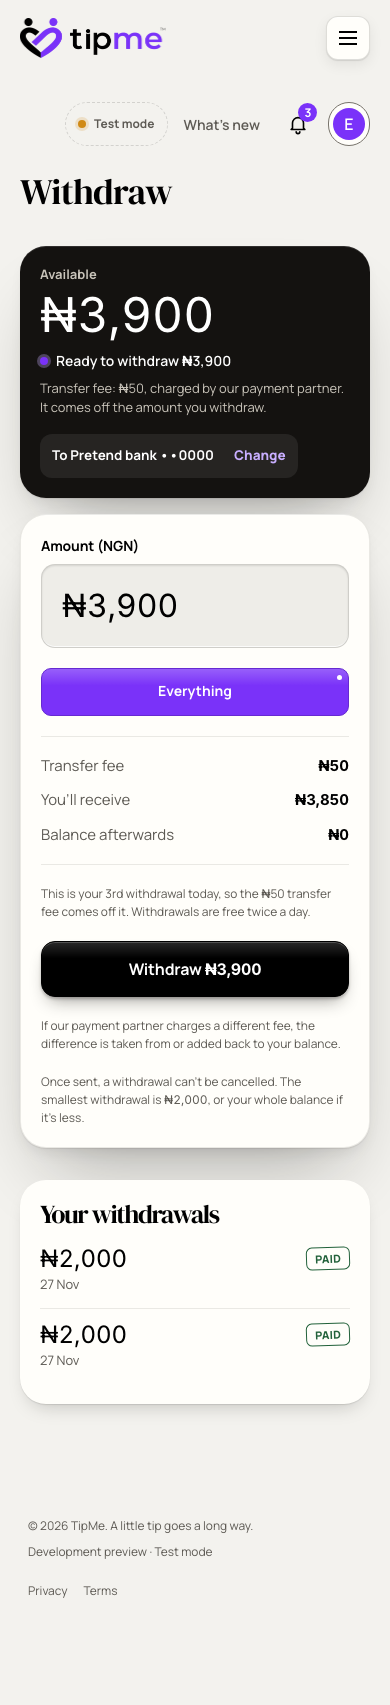 tipme™
Test mode
What's new
3
E
Withdraw
Available
₦3,900
Ready to withdraw ₦3,900
Transfer fee: ₦50, charged by our payment partner.
It comes off the amount you withdraw.
To Pretend bank ••0000 Change
Amount (NGN)
₦3,900
Everything
Transfer fee ₦50
You'll receive ₦3,850
Balance afterwards ₦0
This is your 3rd withdrawal today, so the ₦50 transfer
fee comes off it. Withdrawals are free twice a day.
Withdraw ₦3,900
If our payment partner charges a different fee, the
difference is taken from or added back to your balance.
Once sent, a withdrawal can't be cancelled. The
smallest withdrawal is ₦2,000, or your whole balance if
it's less.
Your withdrawals
₦2,000 PAID
27 Nov
₦2,000 PAID
27 Nov
© 2026 TipMe. A little tip goes a long way.
Development preview · Test mode
Privacy Terms